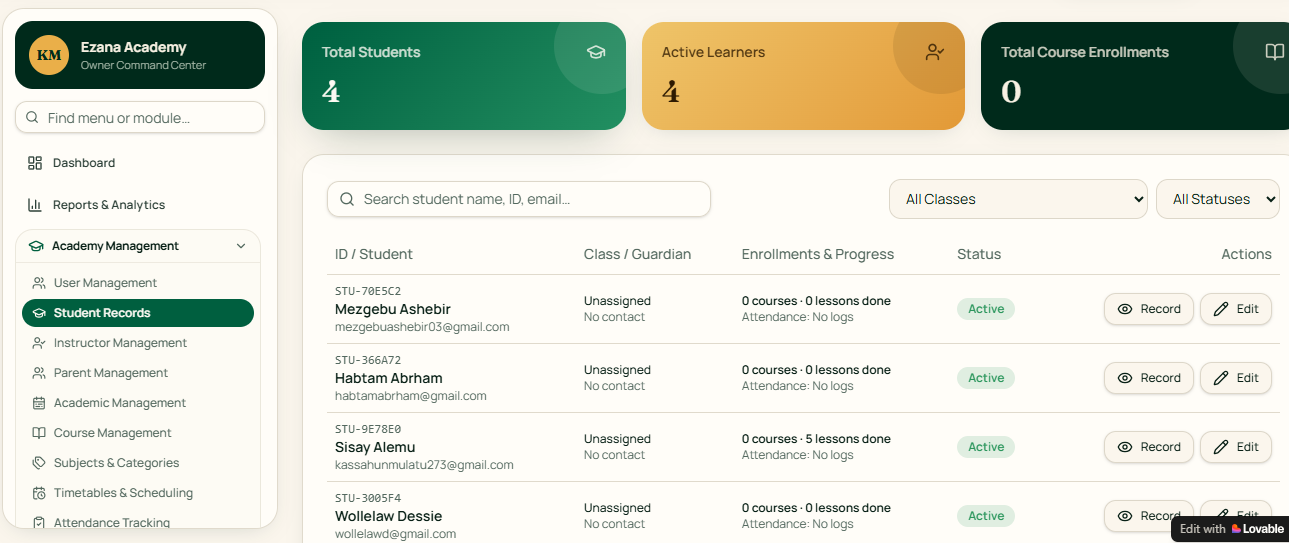 KM
Ezana Academy
Owner Command Center
Find menu or module...
Dashboard
Reports & Analytics
Academy Management
User Management
Student Records
Instructor Management
Parent Management
Academic Management
Course Management
Subjects & Categories
Timetables & Scheduling
Attendance Tracking
Total Students
4
Active Learners
4
Total Course Enrollments
0
Search student name, ID, email...
All Classes
All Statuses
ID / Student Class / Guardian Enrollments & Progress Status Actions
STU-70E5C2
Mezgebu Ashebir
mezgebuashebir03@gmail.com
Unassigned
No contact
0 courses · 0 lessons done
Attendance: No logs
Active
Record
Edit
STU-366A72
Habtam Abrham
habtamabrham@gmail.com
Unassigned
No contact
0 courses · 0 lessons done
Attendance: No logs
Active
Record
Edit
STU-9E78E0
Sisay Alemu
kassahunmulatu273@gmail.com
Unassigned
No contact
0 courses · 5 lessons done
Attendance: No logs
Active
Record
Edit
STU-3005F4
Wollelaw Dessie
wollelawd@gmail.com
Unassigned
No contact
0 courses · 0 lessons done
Attendance: No logs
Active
Record
Edit
Edit with Lovable